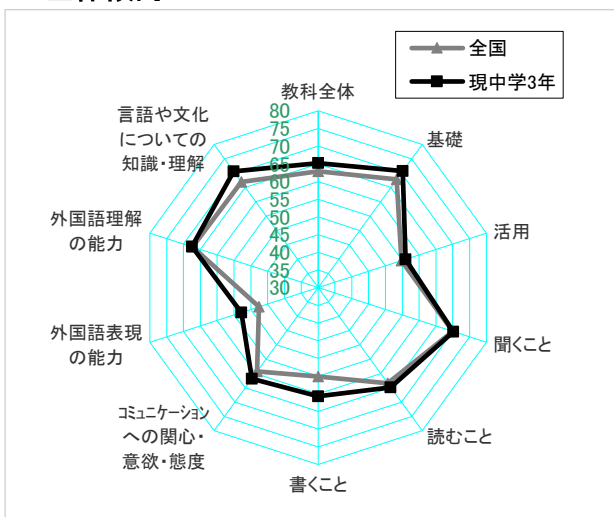 全国
現中学3年
教科全体
基礎
活用
聞くこと
読むこと
書くこと
ｺﾐｭﾆｹｰｼｮﾝ
への関心・
意欲・態度
外国語表現
の能力
外国語理解
の能力
言語や文化
についての
知識・理解
80
75
70
65
60
55
50
45
40
35
30